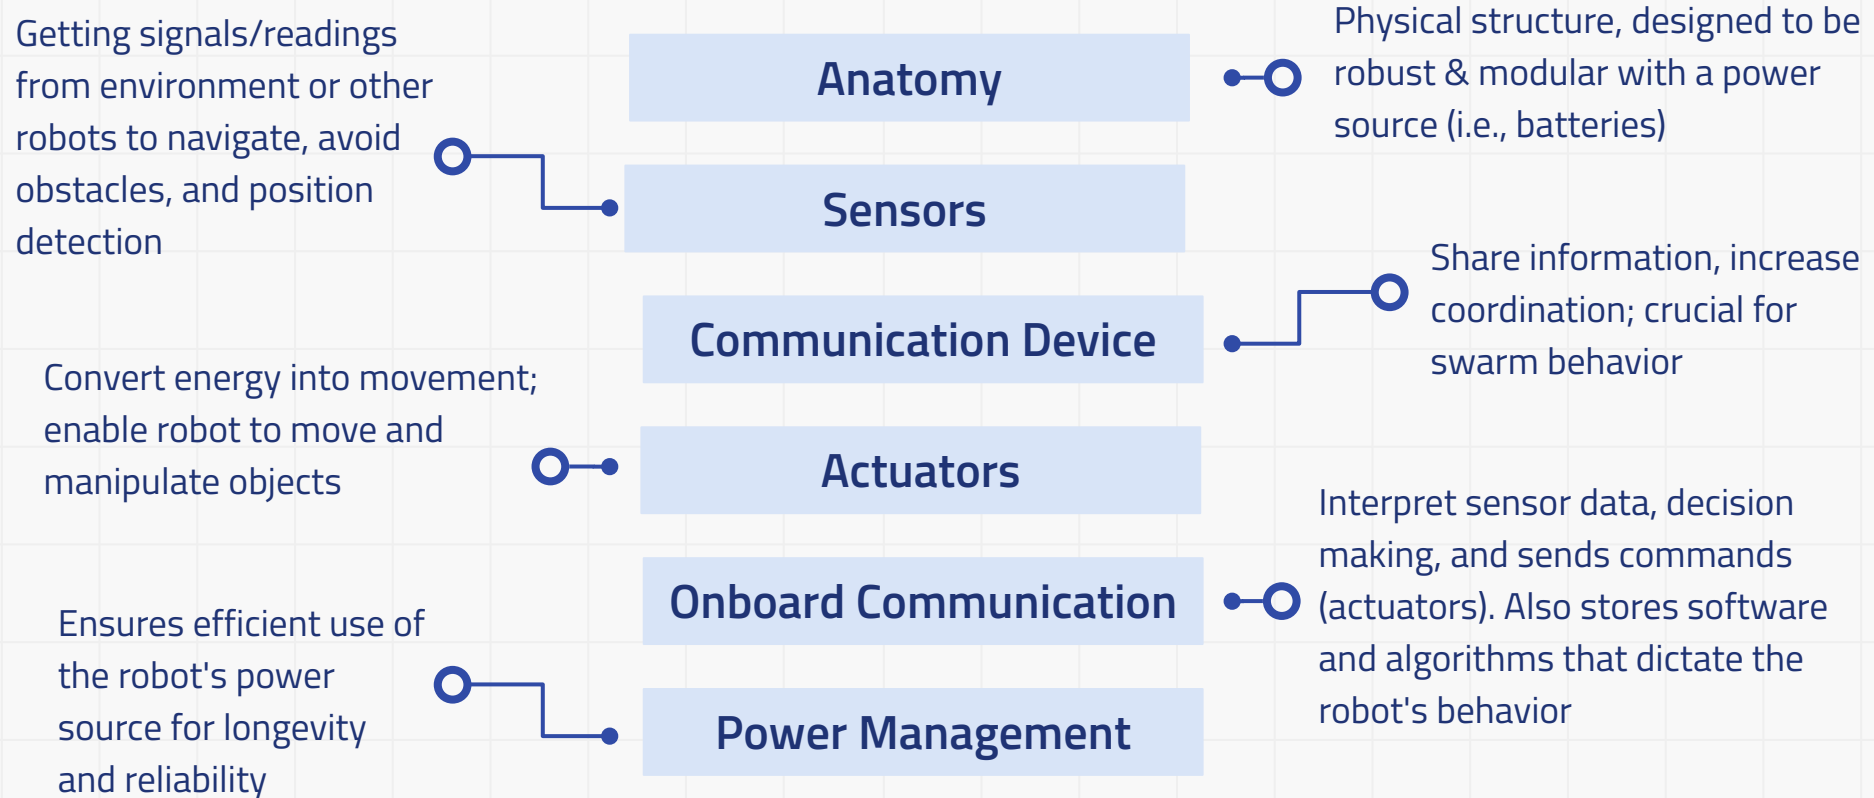 Anatomy
Physical structure, designed to be
robust & modular with a power
source (i.e., batteries)
Getting signals/readings
from environment or other
robots to navigate, avoid
obstacles, and position
detection
Sensors
Communication Device
Share information, increase
coordination; crucial for
swarm behavior
Convert energy into movement;
enable robot to move and
manipulate objects
Actuators
Onboard Communication
Interpret sensor data, decision
making, and sends commands
(actuators). Also stores software
and algorithms that dictate the
robot's behavior
Ensures efficient use of
the robot's power
source for longevity
and reliability
Power Management